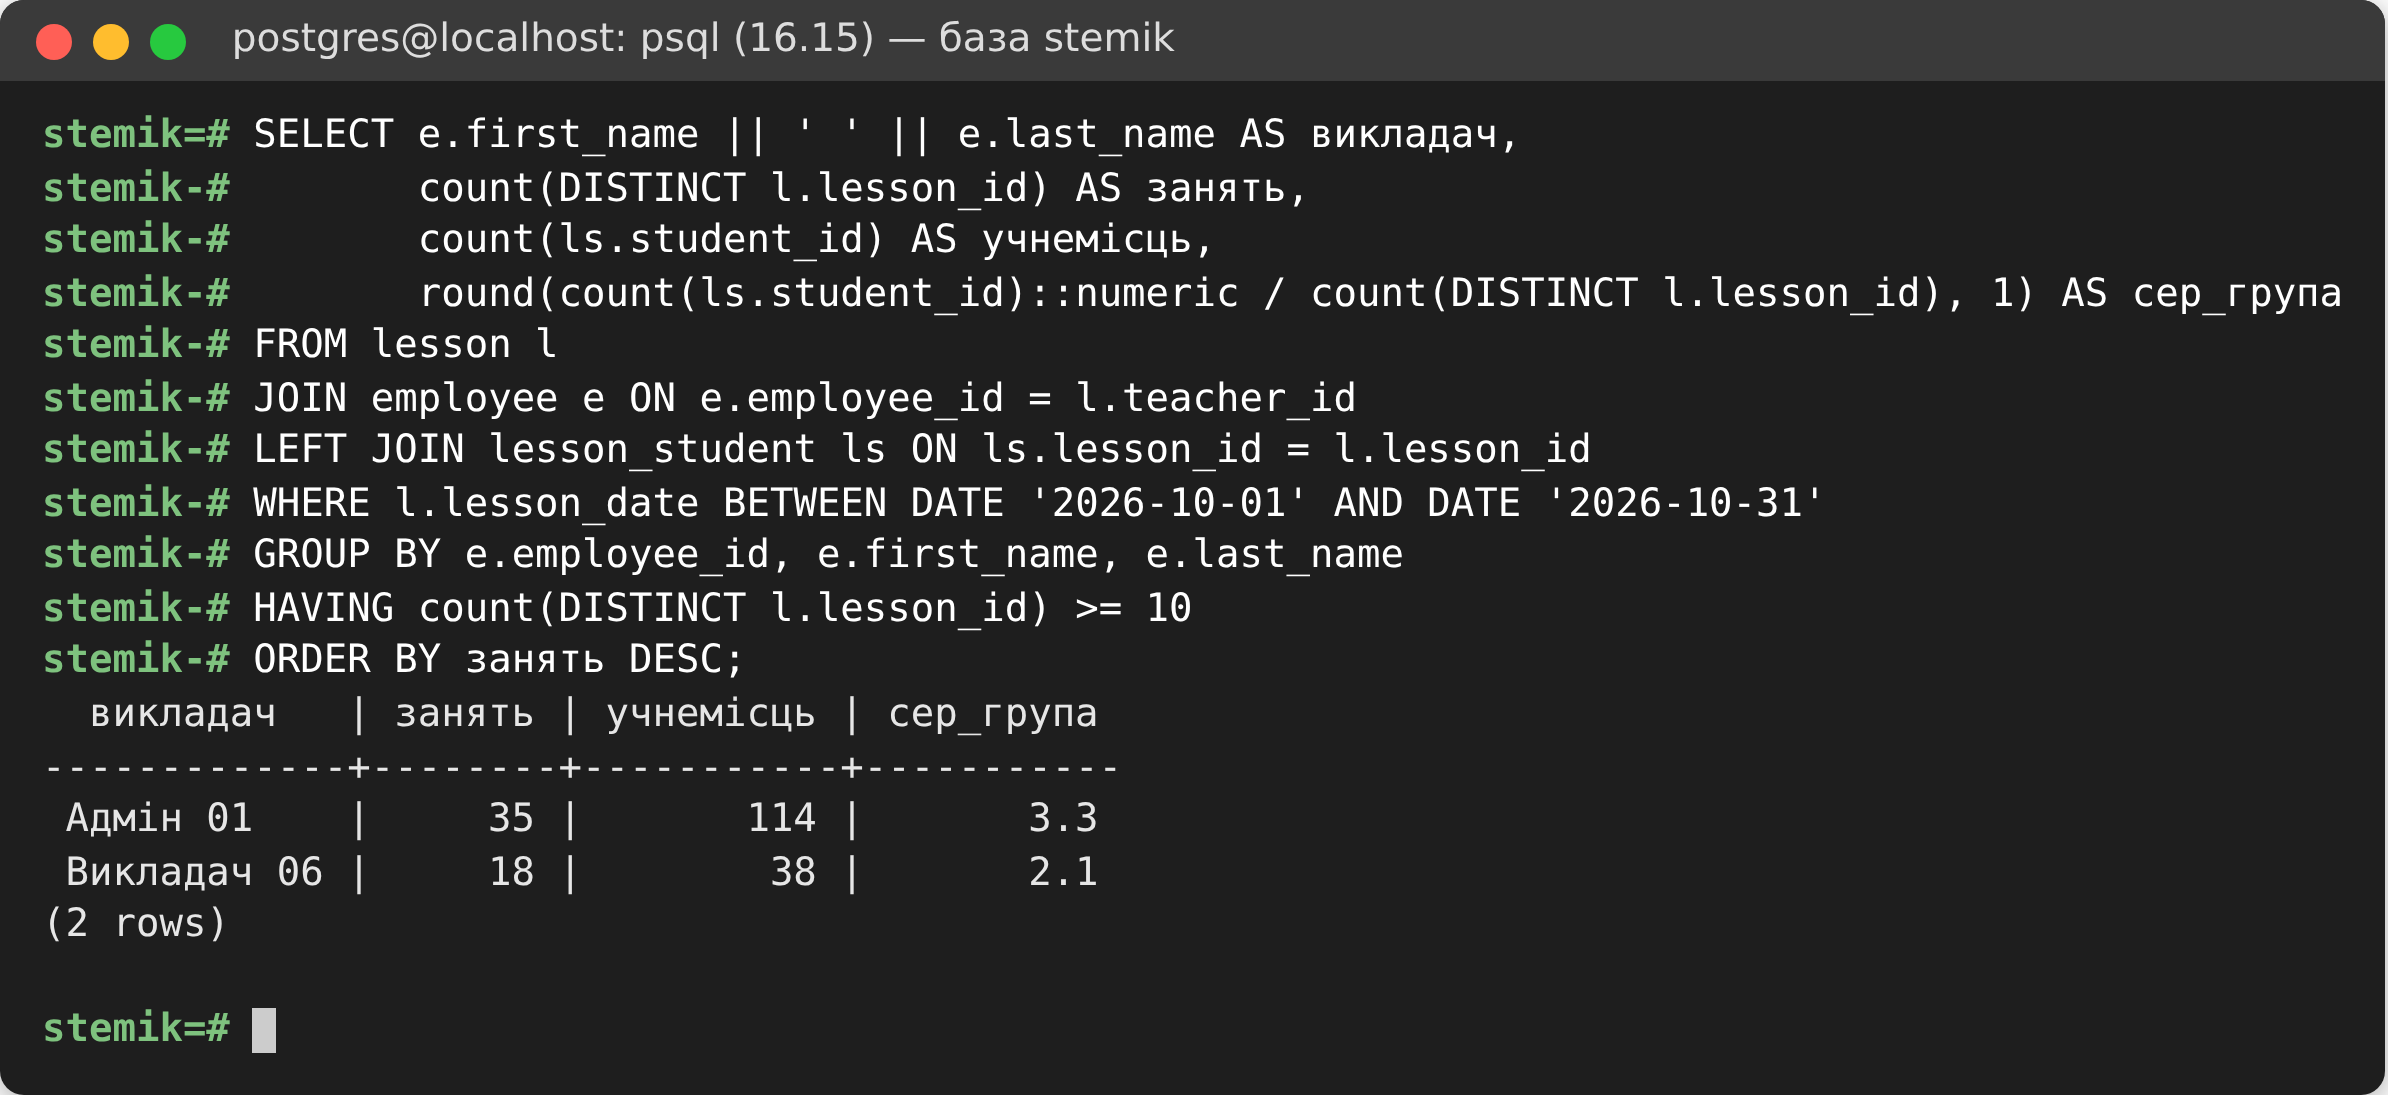 postgres@localhost: psql (16.15) — база stemik
stemik=# SELECT e.first_name || ' ' || e.last_name AS викладач,
stemik-#        count(DISTINCT l.lesson_id) AS занять,
stemik-#        count(ls.student_id) AS учнемісць,
stemik-#        round(count(ls.student_id)::numeric / count(DISTINCT l.lesson_id), 1) AS сер_група
stemik-# FROM lesson l
stemik-# JOIN employee e ON e.employee_id = l.teacher_id
stemik-# LEFT JOIN lesson_student ls ON ls.lesson_id = l.lesson_id
stemik-# WHERE l.lesson_date BETWEEN DATE '2026-10-01' AND DATE '2026-10-31'
stemik-# GROUP BY e.employee_id, e.first_name, e.last_name
stemik-# HAVING count(DISTINCT l.lesson_id) >= 10
stemik-# ORDER BY занять DESC;
  викладач   | занять | учнемісць | сер_група
-------------+--------+-----------+-----------
 Адмін 01    |     35 |       114 |       3.3
 Викладач 06 |     18 |        38 |       2.1
(2 rows)
stemik=#